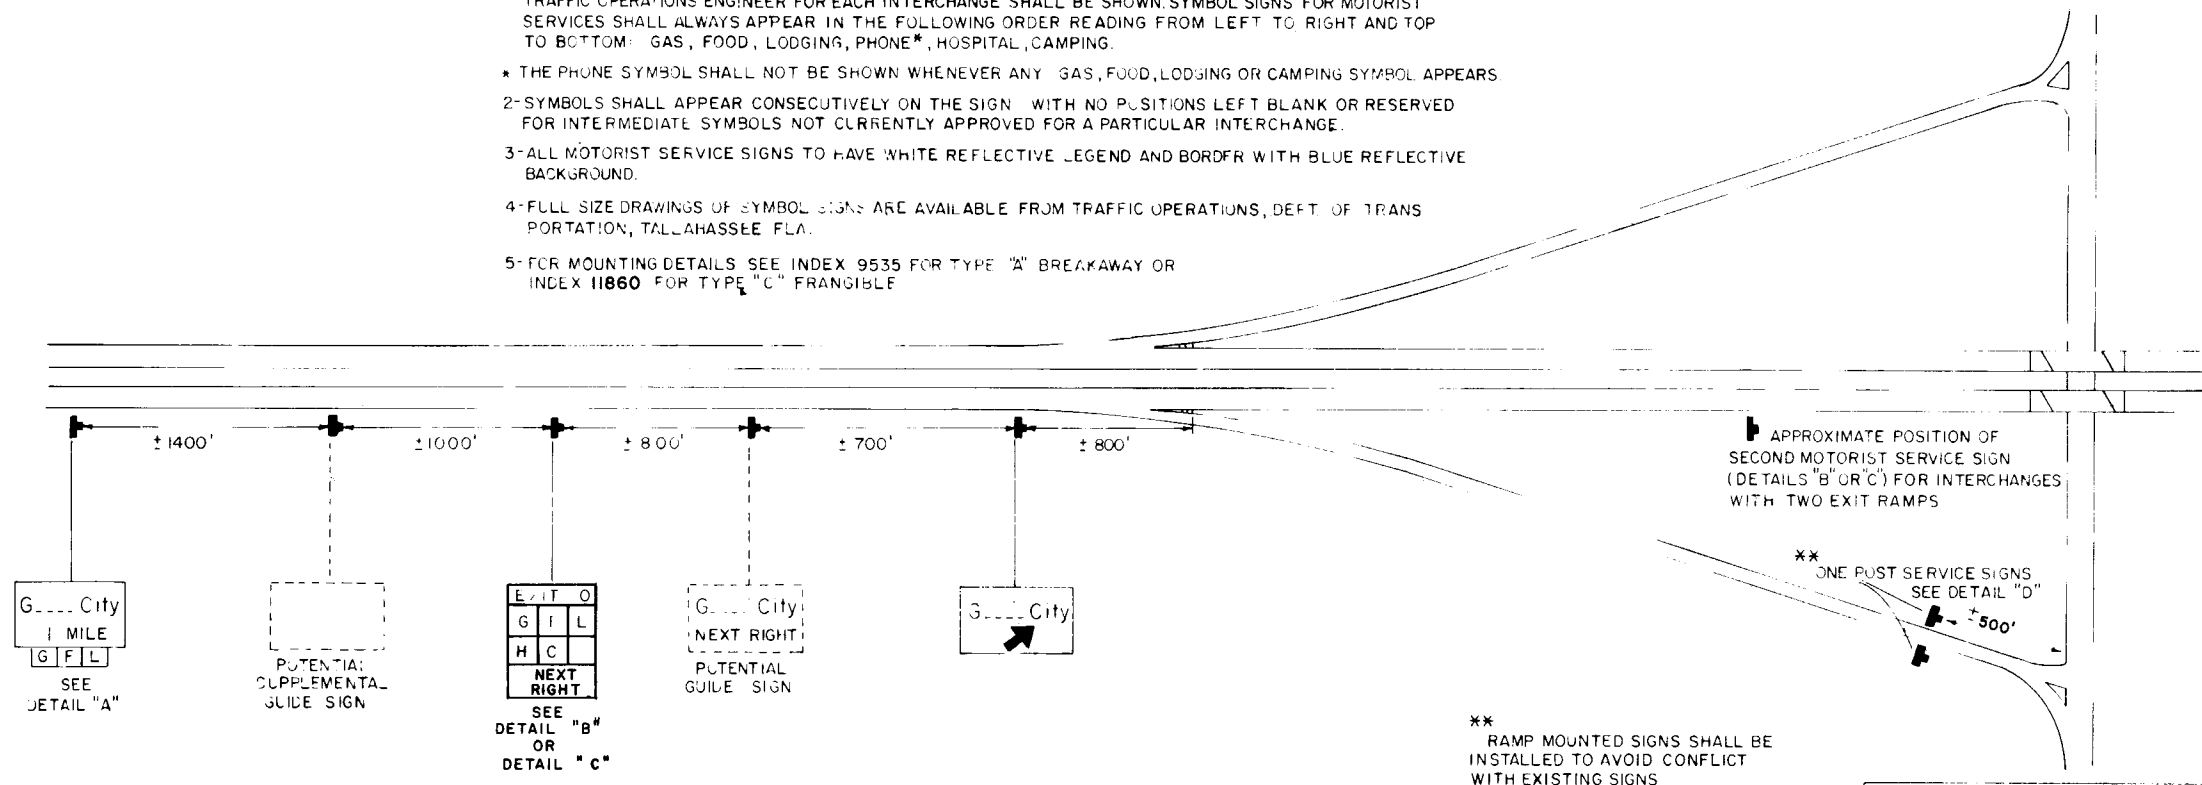 TRAFFIC OPERATIONS ENGINEER FOR EACH INTERCHANGE SHALL BE SHOWN. SYMBOL SIGNS FOR MOTORIST
SERVICES SHALL ALWAYS APPEAR IN THE FOLLOWING ORDER READING FROM LEFT TO RIGHT AND TOP
TO BOTTOM: GAS, FOOD, LODGING, PHONE*, HOSPITAL, CAMPING.
* THE PHONE SYMBOL SHALL NOT BE SHOWN WHENEVER ANY GAS, FOOD, LODGING OR CAMPING SYMBOL APPEARS.
2-SYMBOLS SHALL APPEAR CONSECUTIVELY ON THE SIGN WITH NO POSITIONS LEFT BLANK OR RESERVED
FOR INTERMEDIATE SYMBOLS NOT CURRENTLY APPROVED FOR A PARTICULAR INTERCHANGE.
3-ALL MOTORIST SERVICE SIGNS TO HAVE WHITE REFLECTIVE LEGEND AND BORDER WITH BLUE REFLECTIVE
BACKGROUND.
4-FULL SIZE DRAWINGS OF SYMBOL SIGNS ARE AVAILABLE FROM TRAFFIC OPERATIONS, DEPT. OF TRANS
PORTATION, TALLAHASSEE FLA.
5-FOR MOUNTING DETAILS SEE INDEX 9535 FOR TYPE "A" BREAKAWAY OR
INDEX 11860 FOR TYPE "C" FRANGIBLE
±1400'
±1000'
±800'
±700'
±800'
APPROXIMATE POSITION OF
SECOND MOTORIST SERVICE SIGN
(DETAILS "B" OR "C") FOR INTERCHANGES
WITH TWO EXIT RAMPS
**
ONE POST SERVICE SIGNS
SEE DETAIL "D"
±500'
G____City
1 MILE
G F L
SEE
DETAIL "A"
POTENTIAL
SUPPLEMENTAL
GUIDE SIGN
EXIT O
G F L
H C
NEXT
RIGHT
SEE
DETAIL "B"
OR
DETAIL "C"
G____City
NEXT RIGHT
POTENTIAL
GUIDE SIGN
G____City
**
RAMP MOUNTED SIGNS SHALL BE
INSTALLED TO AVOID CONFLICT
WITH EXISTING SIGNS